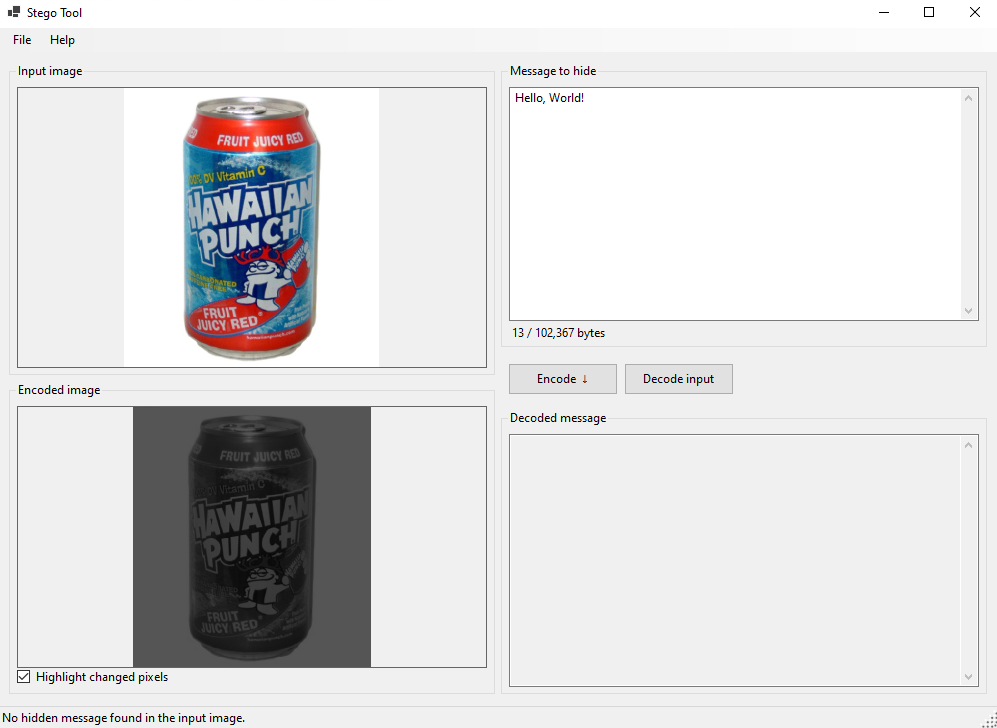 Stego Tool
File Help
Input image
FRUIT JUICY RED
100% DV Vitamin C
HAWAIIAN
PUNCH
FRUIT
JUICY RED
Message to hide
Hello, World!
13 / 102,367 bytes
Encode ↓ Decode input
Encoded image
FRUIT JUICY RED
DV Vitamin C
HAWAIIAN
PUNCH
FRUIT
JUICY RED
Highlight changed pixels
Decoded message
No hidden message found in the input image.